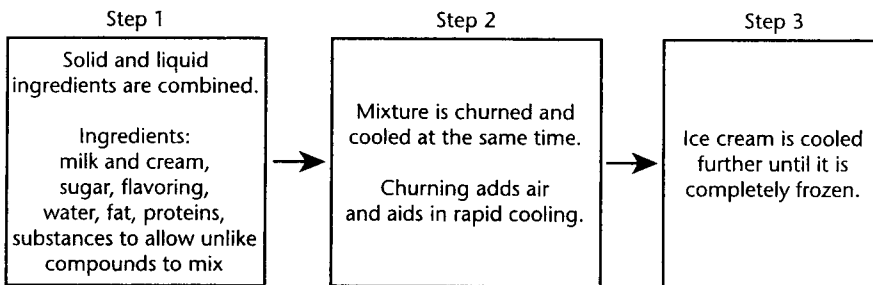 Step 1
Solid and liquid
ingredients are combined.
Ingredients:
milk and cream,
sugar, flavoring,
water, fat, proteins,
substances to allow unlike
compounds to mix
Step 2
Mixture is churned and
cooled at the same time.
Churning adds air
and aids in rapid cooling.
Step 3
Ice cream is cooled
further until it is
completely frozen.